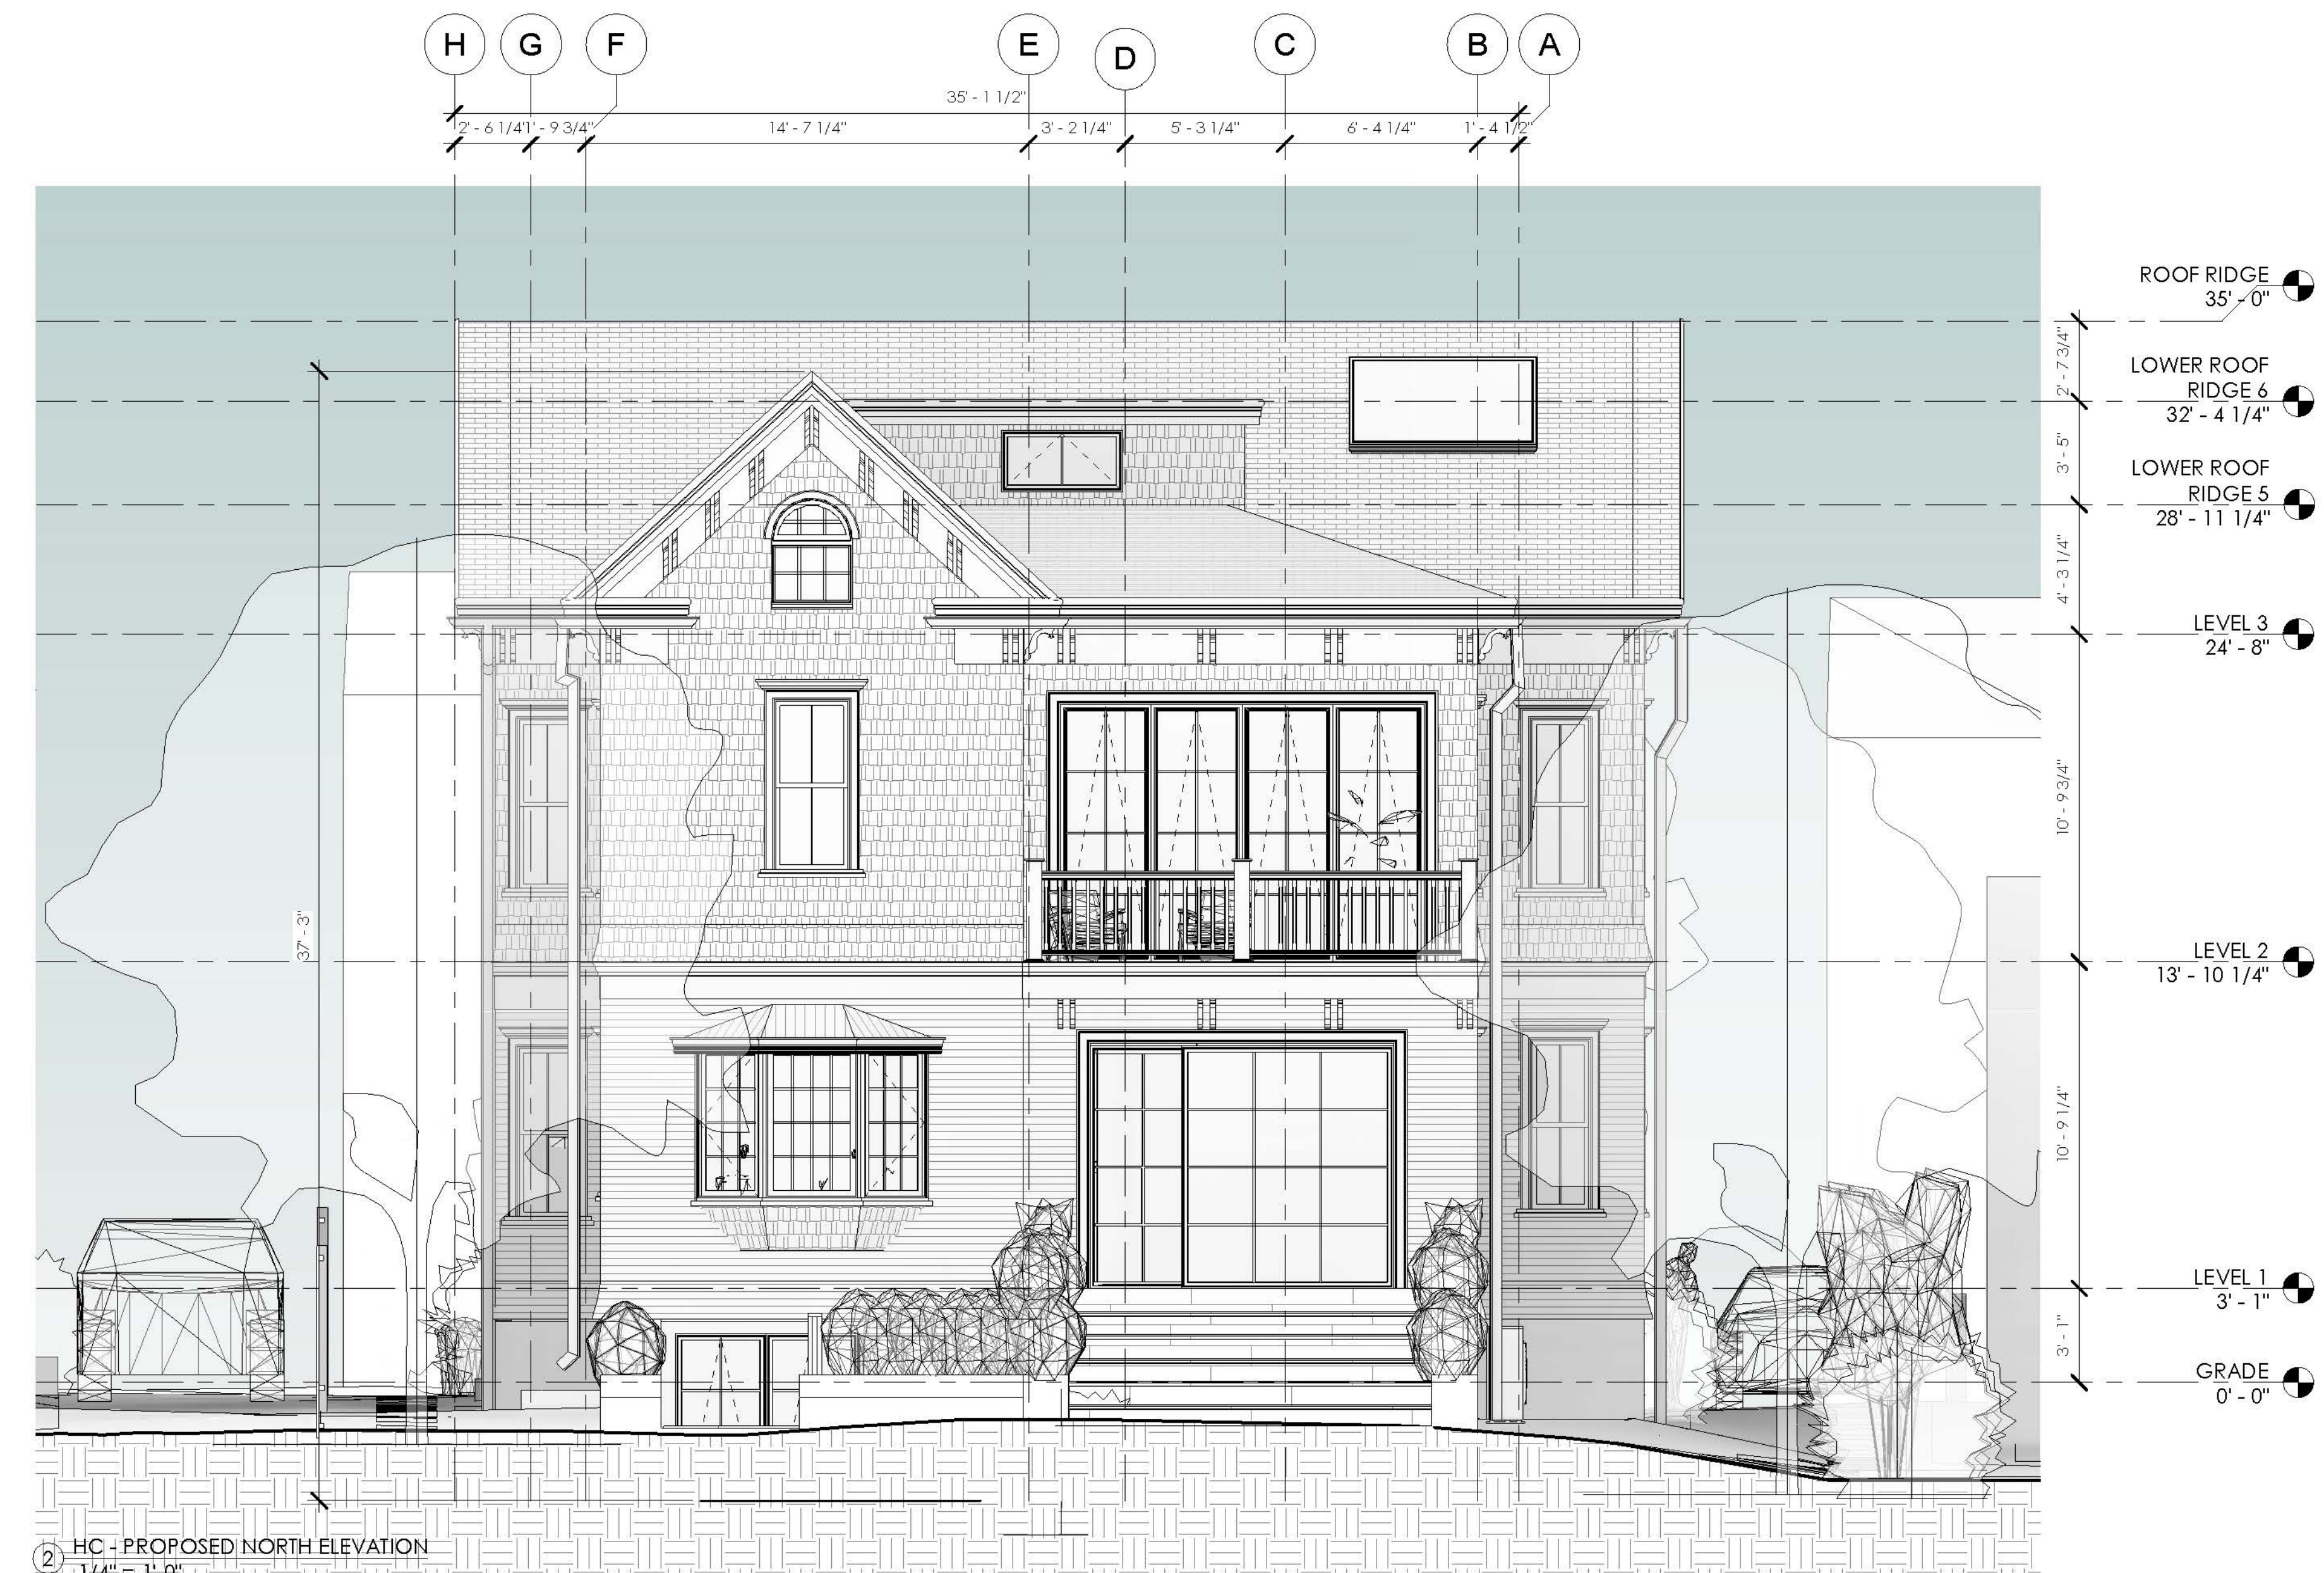 H G F E D C B A
35' - 1 1/2"
2' - 6 1/4" 1' - 9 3/4" 14' - 7 1/4" 3' - 2 1/4" 5' - 3 1/4" 6' - 4 1/4" 1' - 4 1/2"
ROOF RIDGE
35' - 0"
2' - 7 3/4"
LOWER ROOF
RIDGE 6
32' - 4 1/4"
3' - 5"
LOWER ROOF
RIDGE 5
28' - 11 1/4"
4' - 3 1/4"
LEVEL 3
24' - 8"
10' - 9 3/4"
37' - 3"
LEVEL 2
13' - 10 1/4"
10' - 9 1/4"
LEVEL 1
3' - 1"
3' - 1"
GRADE
0' - 0"
2 HC - PROPOSED NORTH ELEVATION
1/4" = 1'-0"